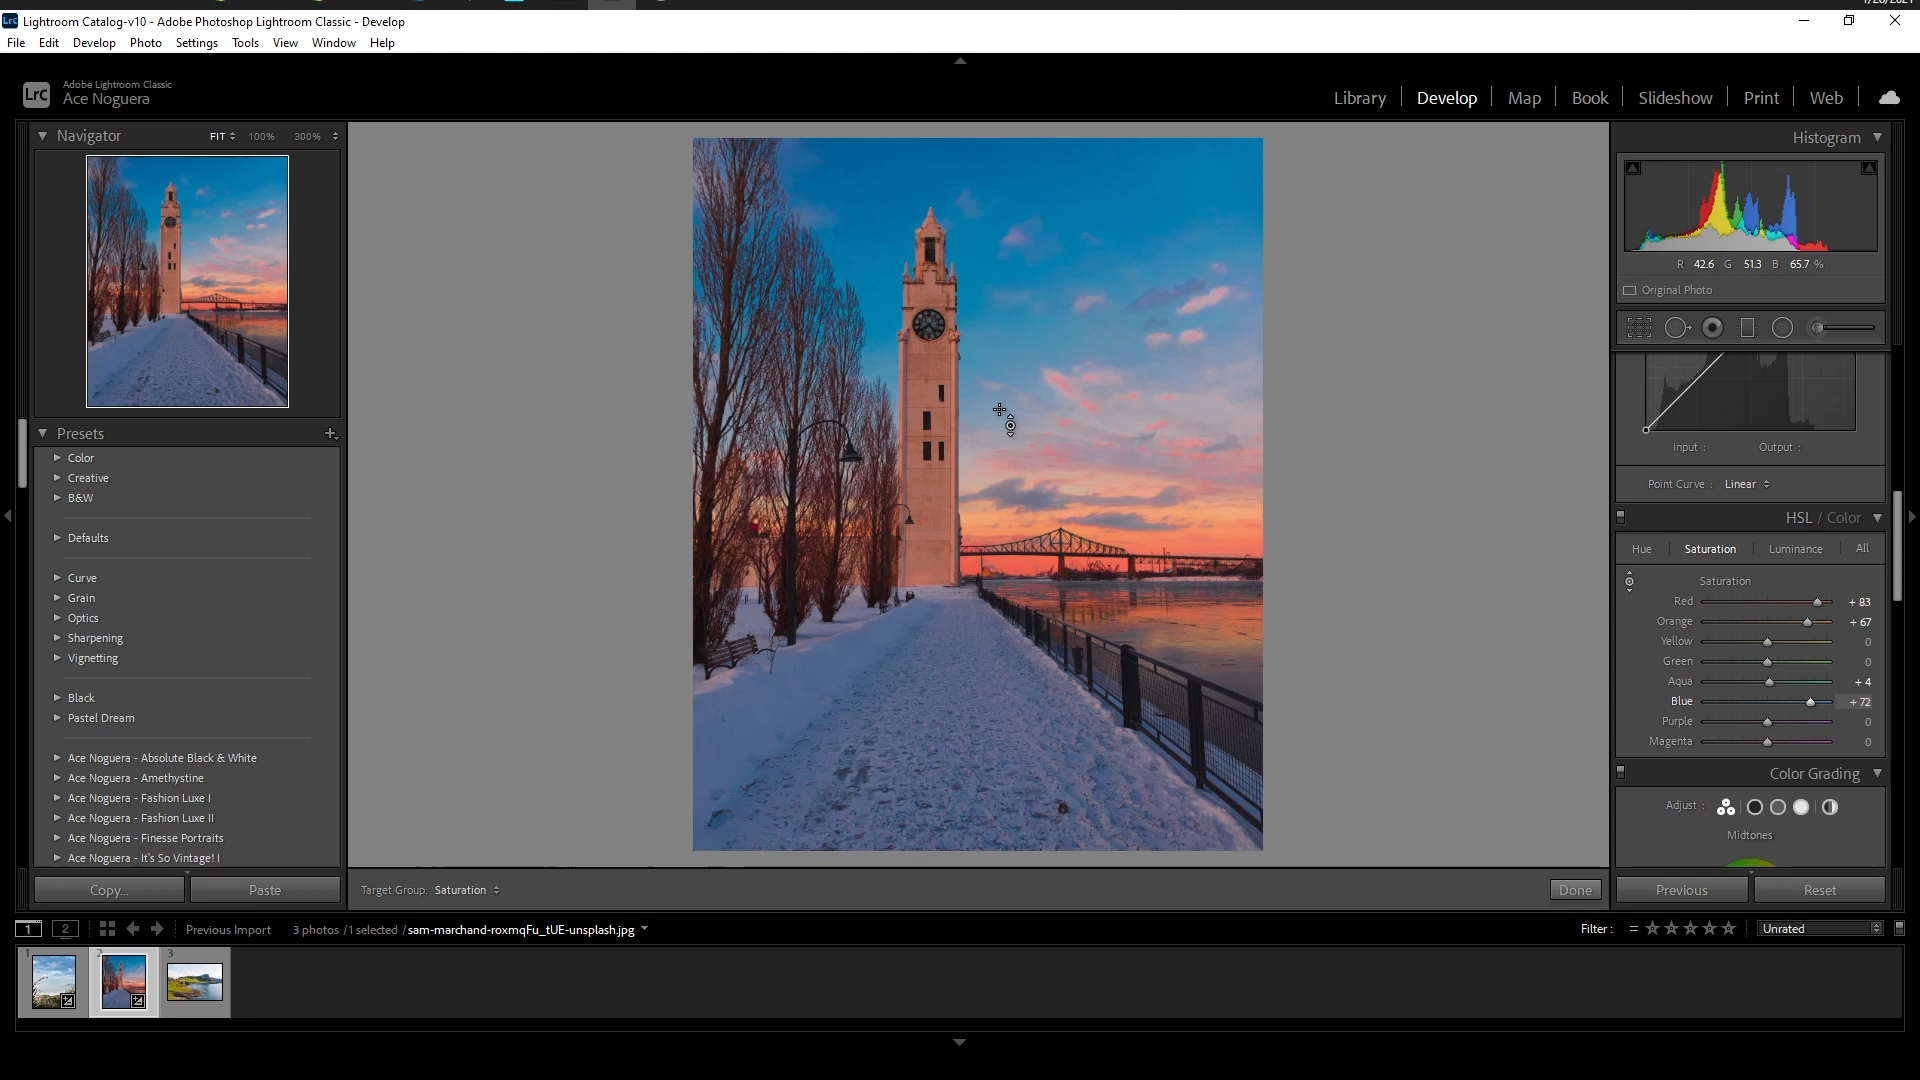 Lightroom Catalog-v10 - Adobe Photoshop Lightroom Classic - Develop
File Edit Develop Photo Settings Tools View Window Help
LrC
Adobe Lightroom Classic
Ace Noguera
Library Develop Map Book Slideshow Print Web
Navigator FIT 100% 300%
Presets
Color
Creative
B&W
Defaults
Curve
Grain
Optics
Sharpening
Vignetting
Black
Pastel Dream
Ace Noguera - Absolute Black & White
Ace Noguera - Amethystine
Ace Noguera - Fashion Luxe I
Ace Noguera - Fashion Luxe II
Ace Noguera - Finesse Portraits
Ace Noguera - It's So Vintage! I
Copy... Paste
Target Group: Saturation Done
Histogram
R 42.6 G 51.3 B 65.7 %
Original Photo
Input : Output :
Point Curve : Linear
HSL / Color
Hue Saturation Luminance All
Saturation
Red + 83
Orange + 67
Yellow 0
Green 0
Aqua + 4
Blue + 72
Purple 0
Magenta 0
Color Grading
Adjust :
Midtones
Previous Reset
1 2 Previous Import 3 photos / 1 selected / sam-marchand-roxmqFu_tUE-unsplash.jpg Filter : Unrated
1 2 3